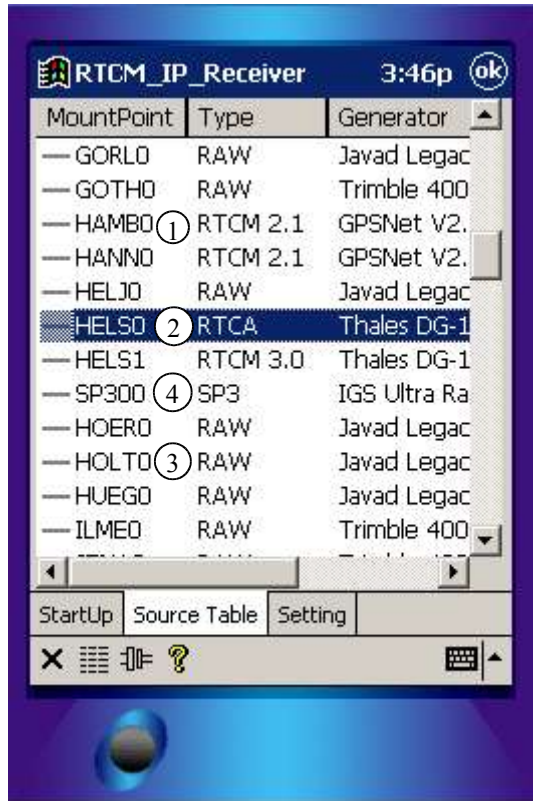 RTCM_IP_Receiver 3:46p ok
MountPoint Type Generator
GORL0 RAW Javad Legac
GOTH0 RAW Trimble 400
HAMB0 1 RTCM 2.1 GPSNet V2.
HANN0 RTCM 2.1 GPSNet V2.
HELJ0 RAW Javad Legac
HELS0 2 RTCA Thales DG-1
HELS1 RTCM 3.0 Thales DG-1
SP300 4 SP3 IGS Ultra Ra
HOER0 RAW Javad Legac
HOLT0 3 RAW Javad Legac
HUEG0 RAW Javad Legac
ILME0 RAW Trimble 400
StartUp Source Table Setting